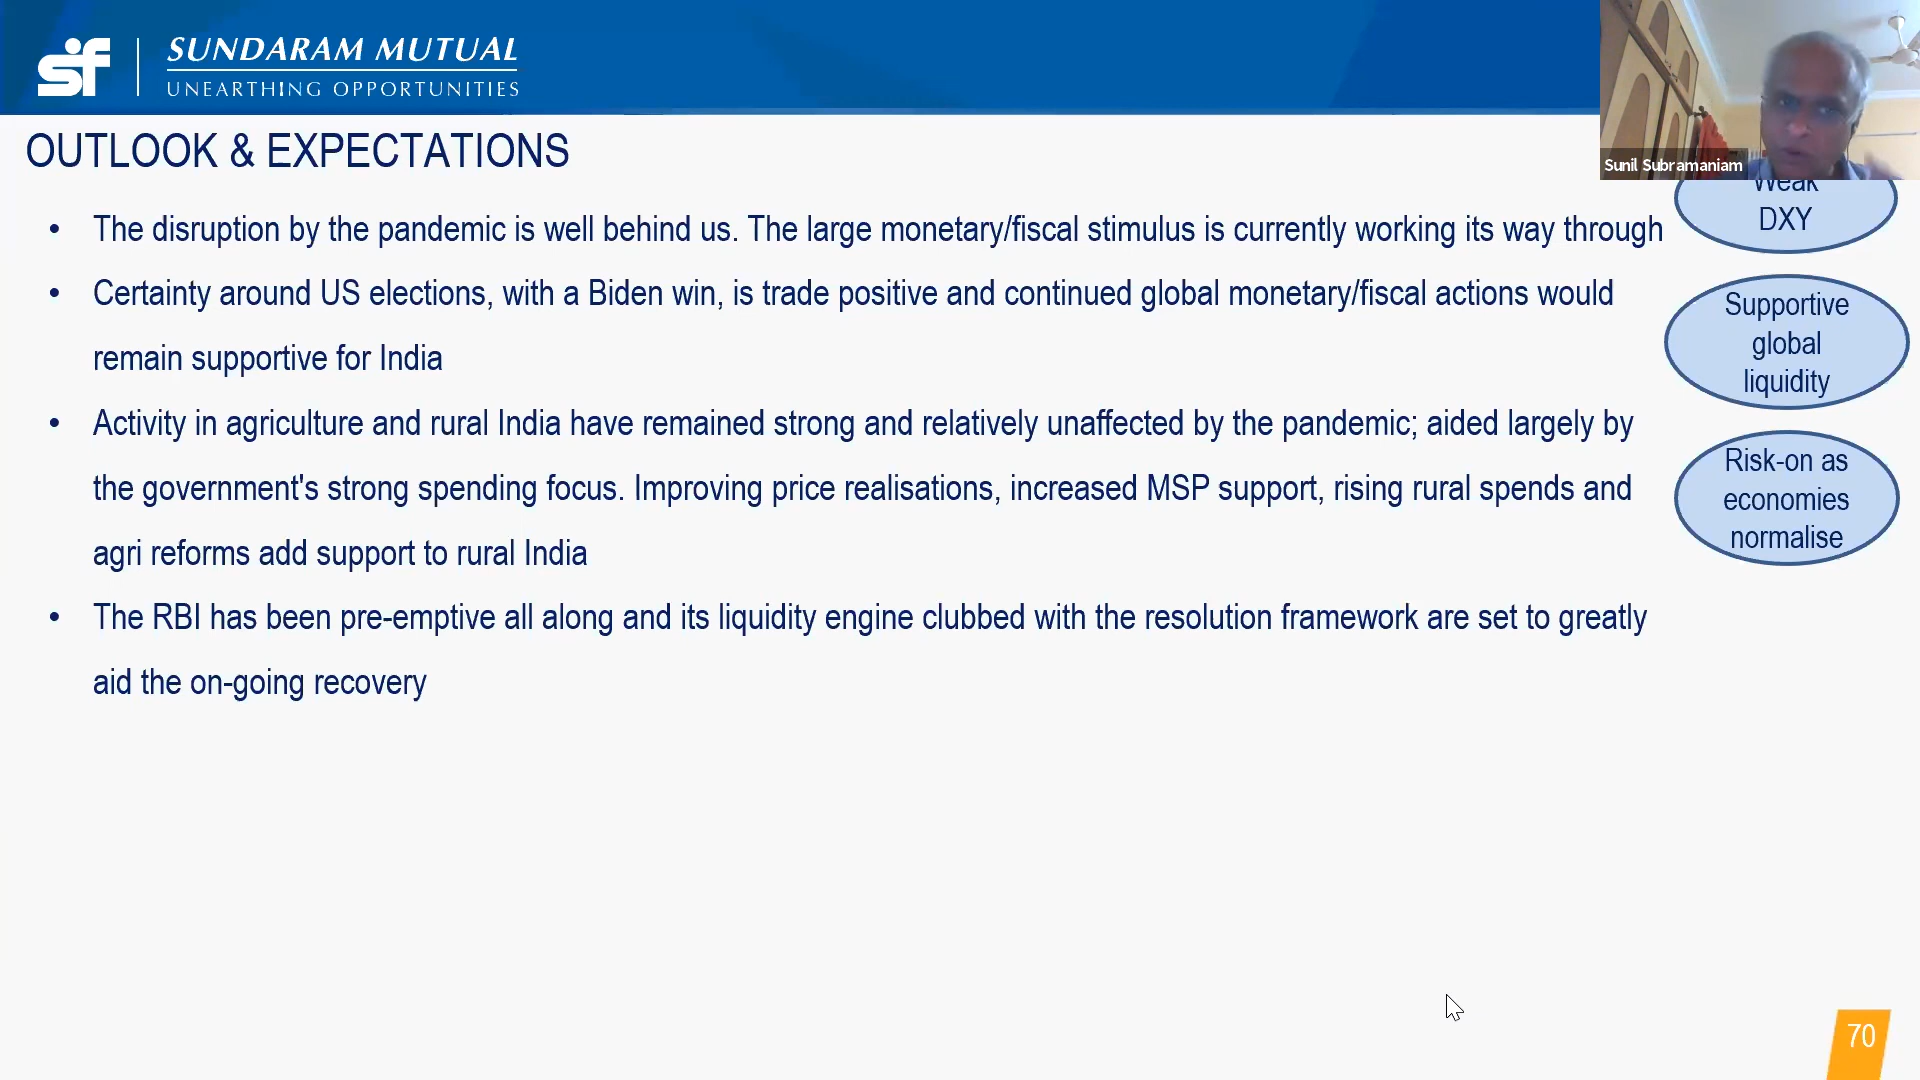 sf
SUNDARAM MUTUAL
UNEARTHING OPPORTUNITIES
Sunil Subramaniam
OUTLOOK & EXPECTATIONS
• The disruption by the pandemic is well behind us. The large monetary/fiscal stimulus is currently working its way through
• Certainty around US elections, with a Biden win, is trade positive and continued global monetary/fiscal actions would
remain supportive for India
• Activity in agriculture and rural India have remained strong and relatively unaffected by the pandemic; aided largely by
the government's strong spending focus. Improving price realisations, increased MSP support, rising rural spends and
agri reforms add support to rural India
• The RBI has been pre-emptive all along and its liquidity engine clubbed with the resolution framework are set to greatly
aid the on-going recovery
Weak
DXY
Supportive
global
liquidity
Risk-on as
economies
normalise
70